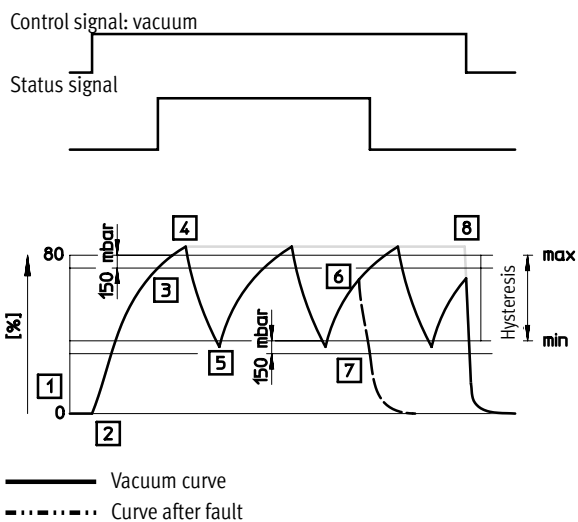 Control signal: vacuum
Status signal
4
8
80
150 mbar
max
3
6
Hysteresis
[%]
150 mbar
min
5
7
1
0
2
Vacuum curve
Curve after fault